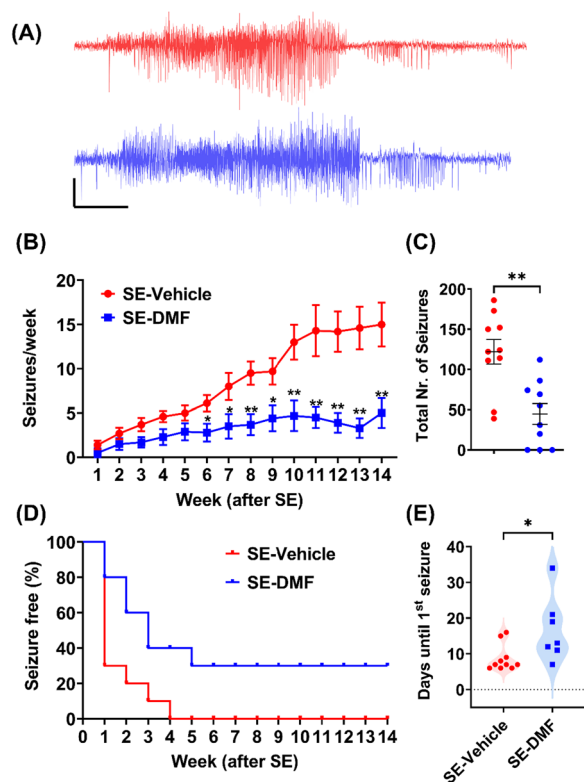 (A)
(B)
20
15
10
5
0
Seizures/week
SE-Vehicle
SE-DMF
* * ** * ** ** ** ** **
1 2 3 4 5 6 7 8 9 10 11 12 13 14
Week (after SE)
(C)
**
200
150
100
50
0
Total Nr. of Seizures
(D)
100
80
60
40
20
0
Seizure free (%)
SE-Vehicle
SE-DMF
0 1 2 3 4 5 6 7 8 9 10 11 12 13 14
Week (after SE)
(E)
*
40
30
20
10
0
Days until 1st seizure
SE-Vehicle
SE-DMF